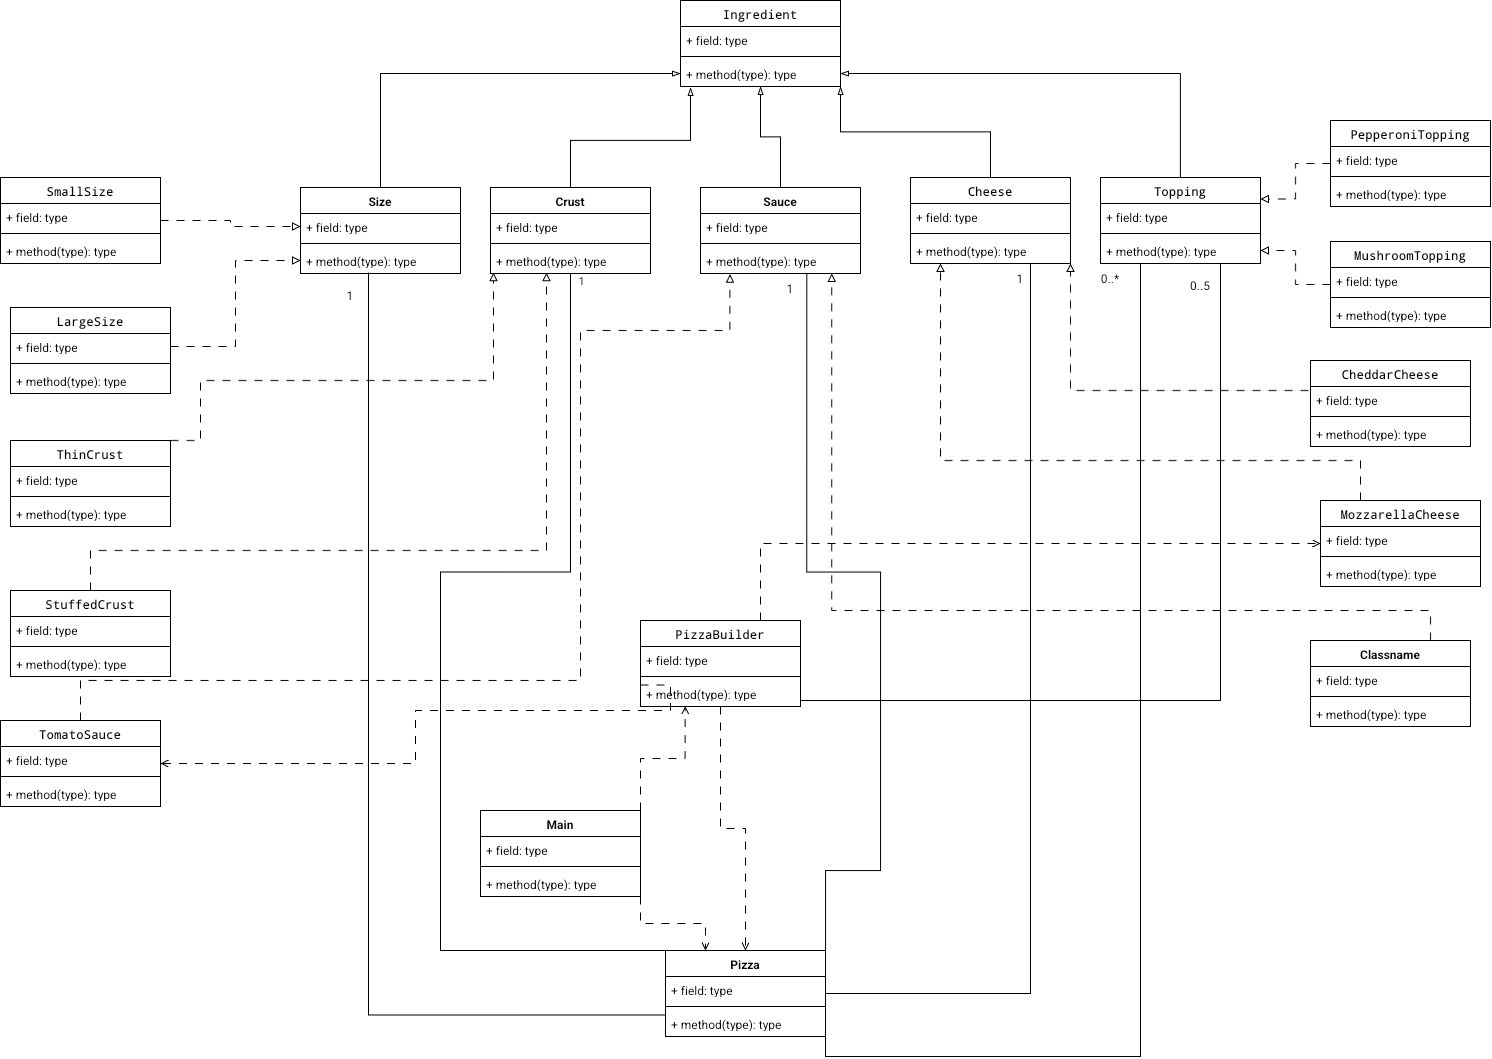 Ingredient
+ field: type
+ method(type): type
PepperoniTopping
+ field: type
+ method(type): type
SmallSize
+ field: type
+ method(type): type
Size
+ field: type
+ method(type): type
1
Crust
+ field: type
+ method(type): type
1
Sauce
+ field: type
+ method(type): type
1
Cheese
+ field: type
+ method(type): type
1
Topping
+ field: type
+ method(type): type
0..*
0..5
MushroomTopping
+ field: type
+ method(type): type
LargeSize
+ field: type
+ method(type): type
CheddarCheese
+ field: type
+ method(type): type
ThinCrust
+ field: type
+ method(type): type
MozzarellaCheese
+ field: type
+ method(type): type
StuffedCrust
+ field: type
+ method(type): type
PizzaBuilder
+ field: type
+ method(type): type
Classname
+ field: type
+ method(type): type
TomatoSauce
+ field: type
+ method(type): type
Main
+ field: type
+ method(type): type
Pizza
+ field: type
+ method(type): type